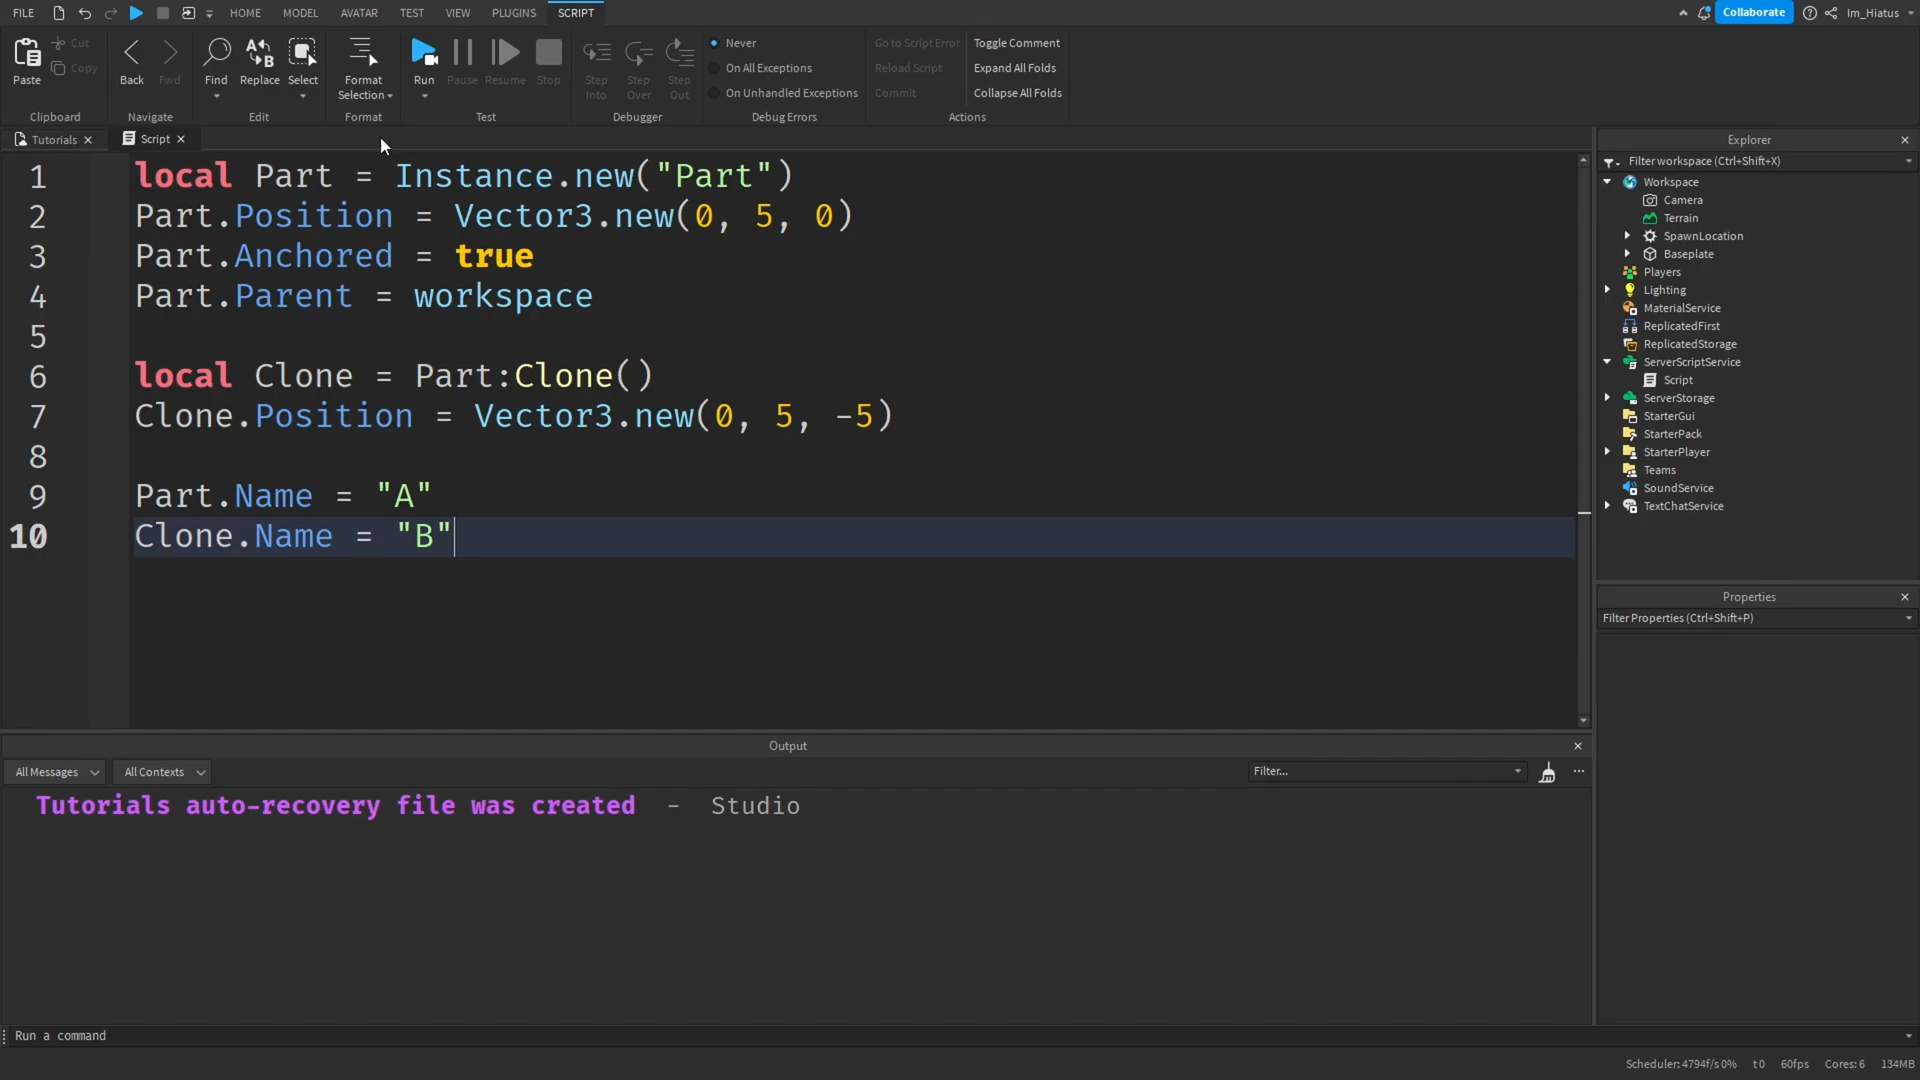 FILE HOME MODEL AVATAR TEST VIEW PLUGINS SCRIPT Collaborate Im_Hiatus
Paste Cut Copy
Clipboard
Back Fwd
Navigate
Find Replace Select
Edit
Format Selection
Format
Run Pause Resume Stop
Test
Step Into Step Over Step Out
Debugger
Never
On All Exceptions
On Unhandled Exceptions
Debug Errors
Go to Script Error Toggle Comment
Reload Script Expand All Folds
Commit Collapse All Folds
Actions
Tutorials Script
1 local Part = Instance.new("Part")
2 Part.Position = Vector3.new(0, 5, 0)
3 Part.Anchored = true
4 Part.Parent = workspace
5
6 local Clone = Part:Clone()
7 Clone.Position = Vector3.new(0, 5, -5)
8
9 Part.Name = "A"
10 Clone.Name = "B"
Explorer
Filter workspace (Ctrl+Shift+X)
Workspace
Camera
Terrain
SpawnLocation
Baseplate
Players
Lighting
MaterialService
ReplicatedFirst
ReplicatedStorage
ServerScriptService
Script
ServerStorage
StarterGui
StarterPack
StarterPlayer
Teams
SoundService
TextChatService
Properties
Filter Properties (Ctrl+Shift+P)
Output
All Messages All Contexts Filter...
Tutorials auto-recovery file was created - Studio
Run a command
Scheduler: 4794f/s 0% t 0 60fps Cores: 6 134MB